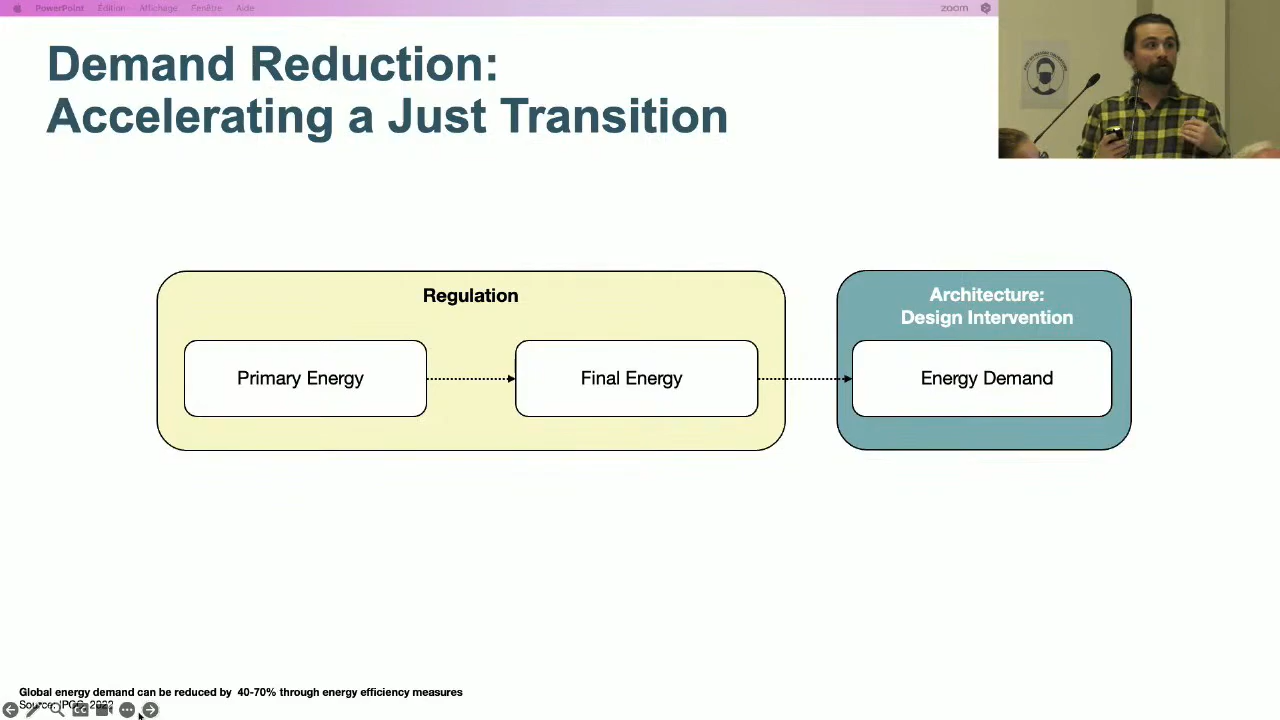 PowerPoint Édition Affichage Fenêtre Aide
zoom
Demand Reduction:
Accelerating a Just Transition
Regulation
Primary Energy
Final Energy
Architecture:
Design Intervention
Energy Demand
Global energy demand can be reduced by 40-70% through energy efficiency measures
Source: IPCC, 2022